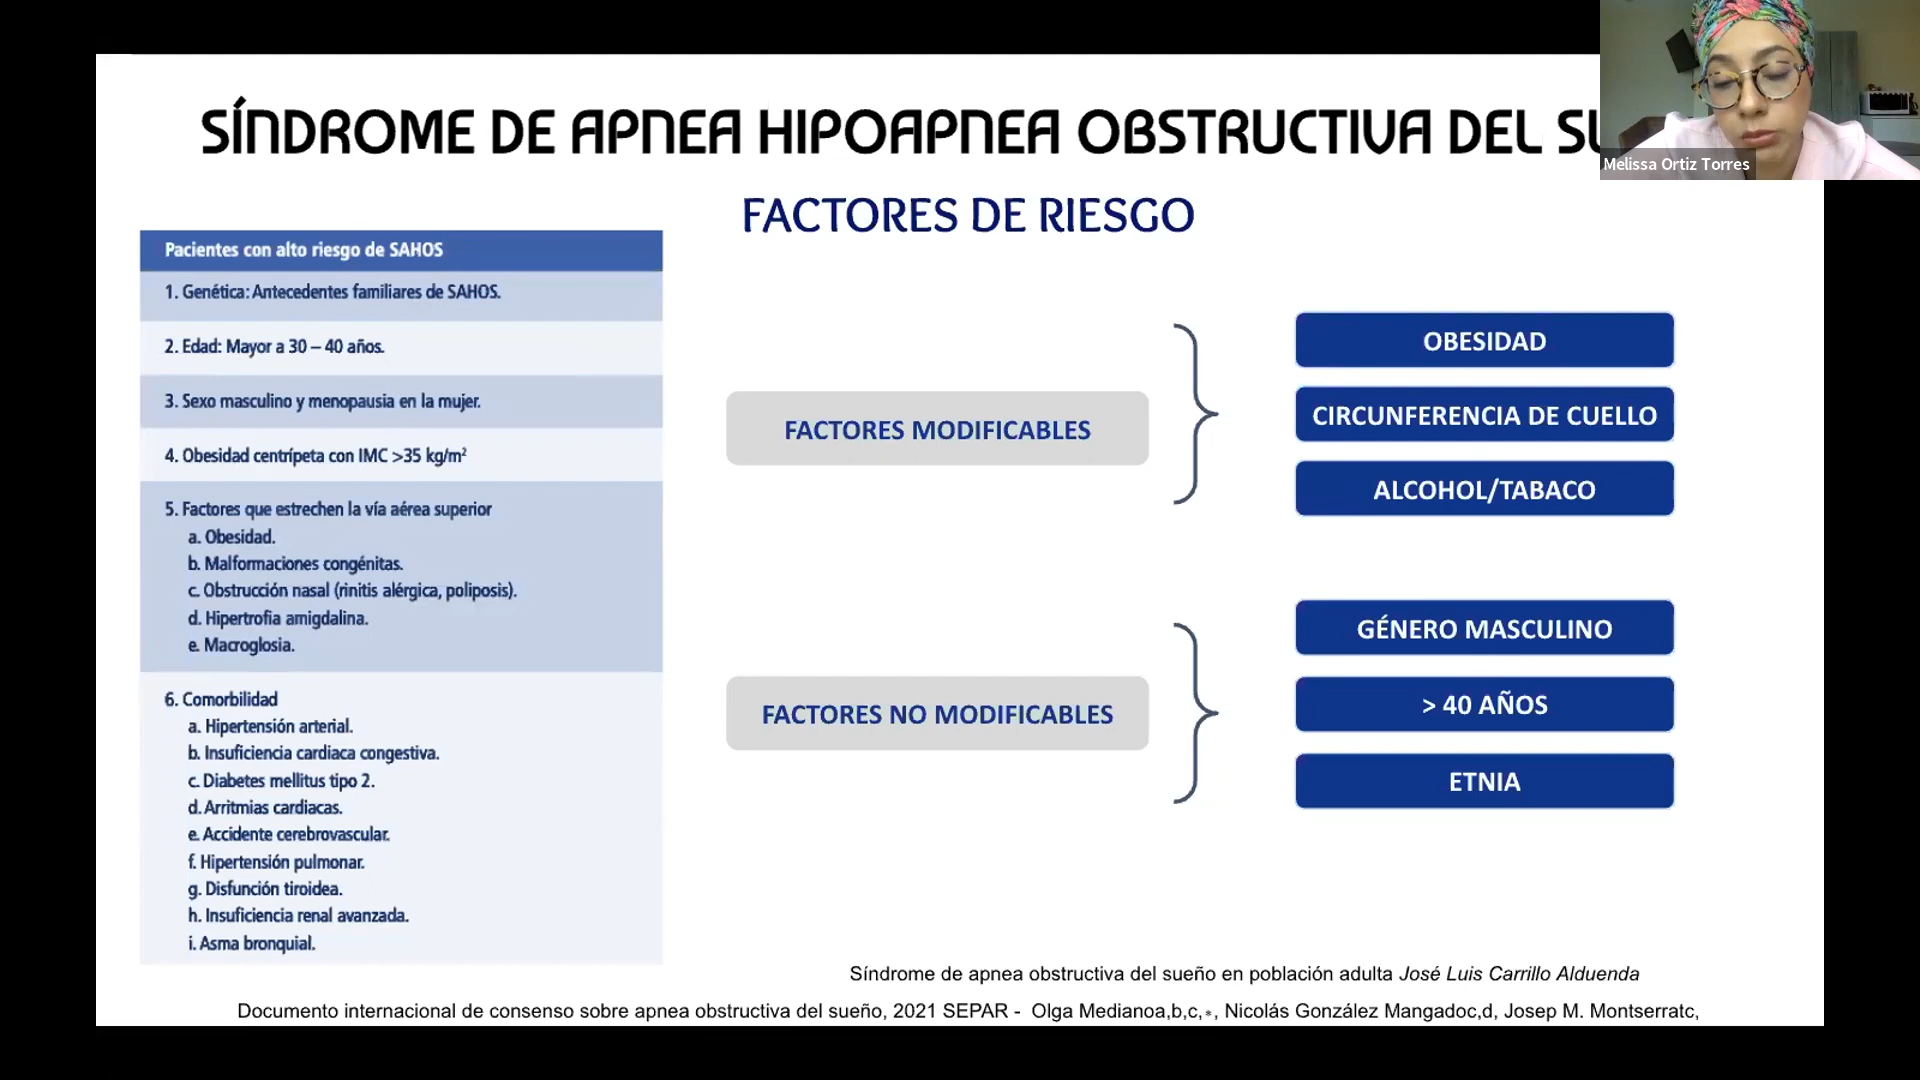 SÍNDROME DE APNEA HIPOAPNEA OBSTRUCTIVA DEL
Melissa Ortiz Torres
FACTORES DE RIESGO
Pacientes con alto riesgo de SAHOS
1. Genética: Antecedentes familiares de SAHOS.
2. Edad: Mayor a 30 – 40 años.
3. Sexo masculino y menopausia en la mujer.
4. Obesidad centrípeta con IMC >35 kg/m²
5. Factores que estrechen la vía aérea superior
a. Obesidad.
b. Malformaciones congénitas.
c. Obstrucción nasal (rinitis alérgica, poliposis).
d. Hipertrofia amigdalina.
e. Macroglosia.
6. Comorbilidad
a. Hipertensión arterial.
b. Insuficiencia cardiaca congestiva.
c. Diabetes mellitus tipo 2.
d. Arritmias cardiacas.
e. Accidente cerebrovascular.
f. Hipertensión pulmonar.
g. Disfunción tiroidea.
h. Insuficiencia renal avanzada.
i. Asma bronquial.
FACTORES MODIFICABLES
OBESIDAD
CIRCUNFERENCIA DE CUELLO
ALCOHOL/TABACO
FACTORES NO MODIFICABLES
GÉNERO MASCULINO
> 40 AÑOS
ETNIA
Síndrome de apnea obstructiva del sueño en población adulta José Luis Carrillo Alduenda
Documento internacional de consenso sobre apnea obstructiva del sueño, 2021 SEPAR - Olga Medianoa,b,c,∗, Nicolás González Mangadoc,d, Josep M. Montserratc,